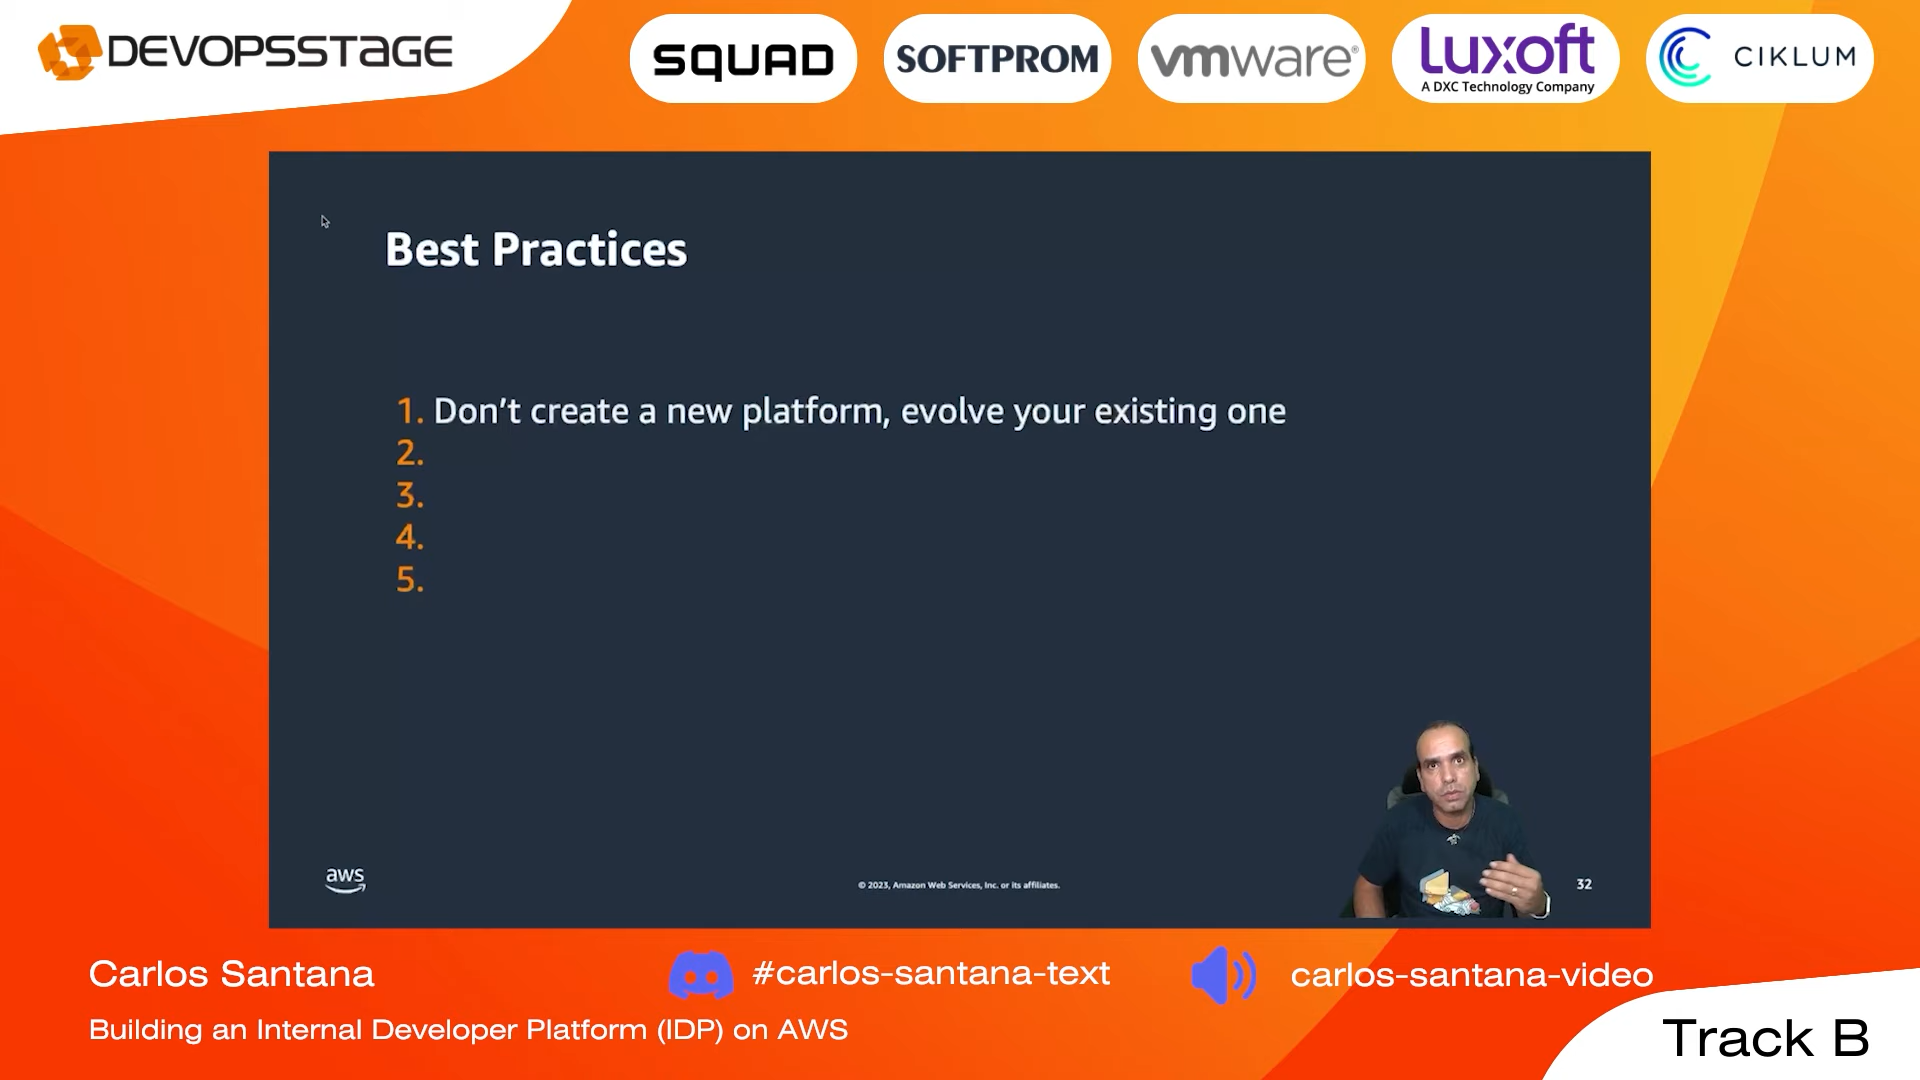 DEVOPSSTAGE
SQUAD
SOFTPROM
vmware®
Luxoft
A DXC Technology Company
CIKLUM
Best Practices
1. Don’t create a new platform, evolve your existing one
2.
3.
4.
5.
aws
© 2023, Amazon Web Services, Inc. or its affiliates.
32
Carlos Santana
#carlos-santana-text
carlos-santana-video
Building an Internal Developer Platform (IDP) on AWS
Track B